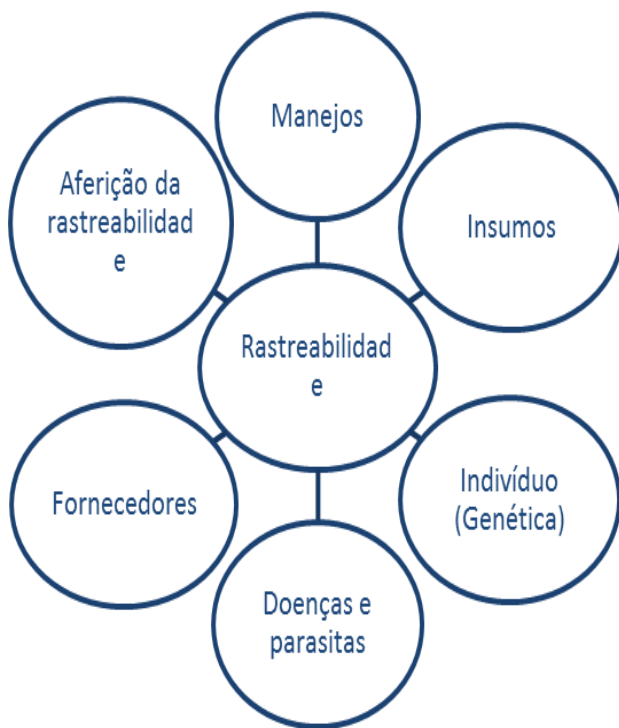 Manejos
Aferição da
rastreabilidad
e
Insumos
Rastreabilidad
e
Fornecedores
Indivíduo
(Genética)
Doenças e
parasitas